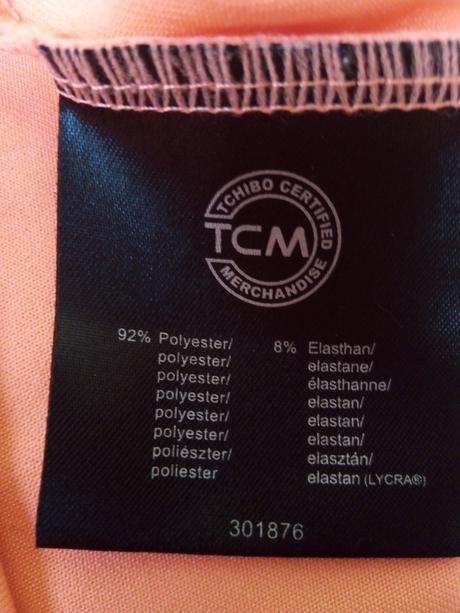 TCHIBO CERTIFIED
TCM
MERCHANDISE
92% Polyester/
polyester/
polyester/
polyester/
polyester/
polyester/
poliészter/
poliester
8% Elasthan/
elastane/
élasthanne/
elastan/
elastan/
elastan/
elasztán/
elastan (LYCRA®)
301876